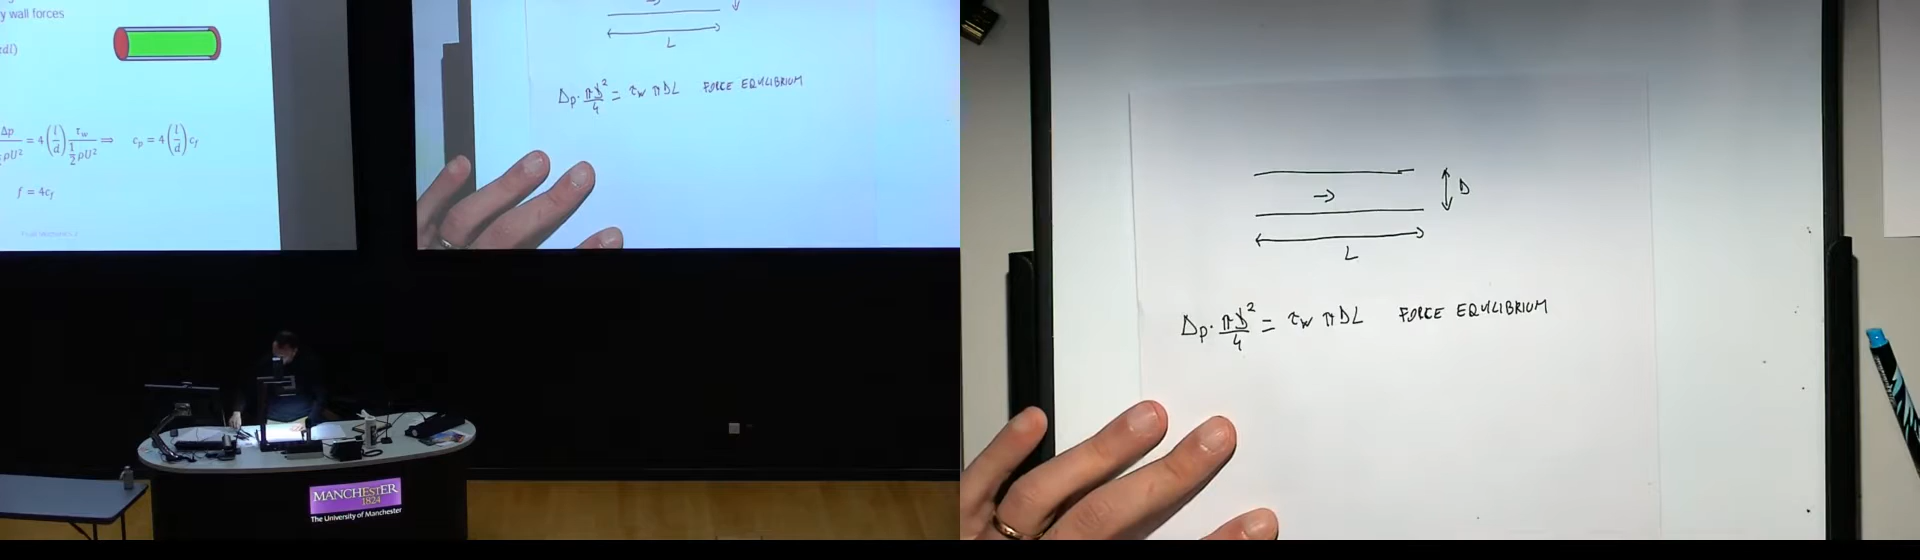 y wall forces
πdl)
Δp / ½ρU² = 4 (l/d) τw / ½ρU² ⟹ cp = 4 (l/d) cf
f = 4cf
L
Δp · πD²/4 = τw πDL FORCE EQUILIBRIUM
MANCHESTER
1824
The University of Manchester
D
L
Δp · πD²/4 = τw πDL FORCE EQUILIBRIUM